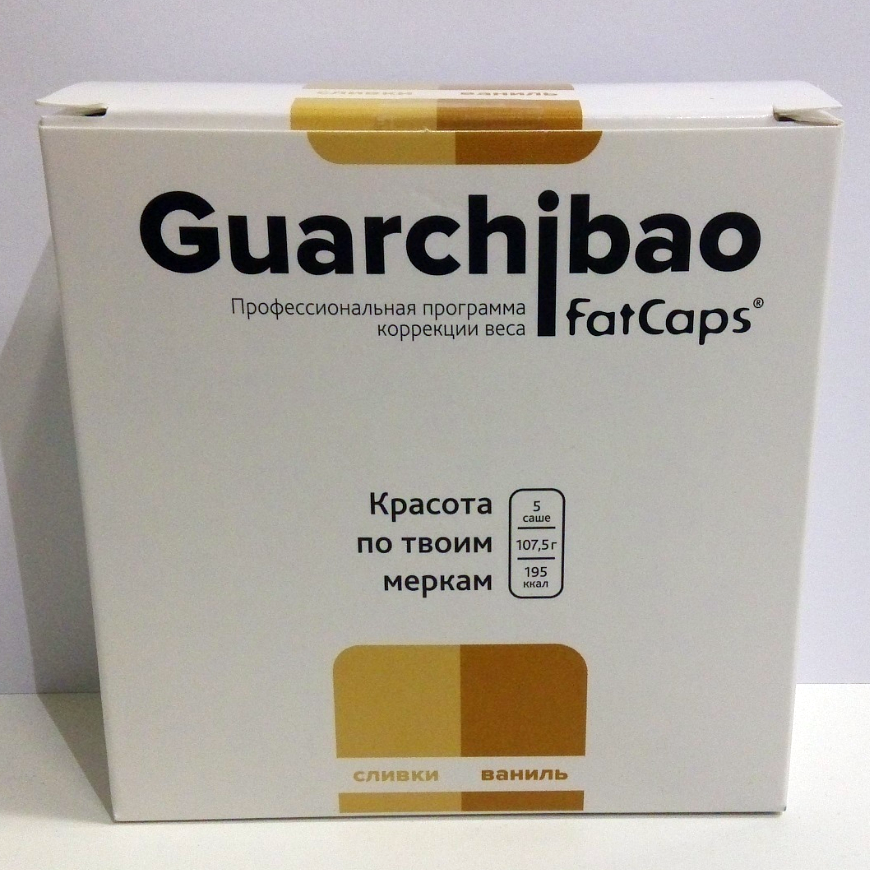 сливки ваниль
Guarchibao
Профессиональная программа
коррекции веса
fatCaps®
Красота
по твоим
меркам
5
саше
107,5 г
195
ккал
сливки ваниль